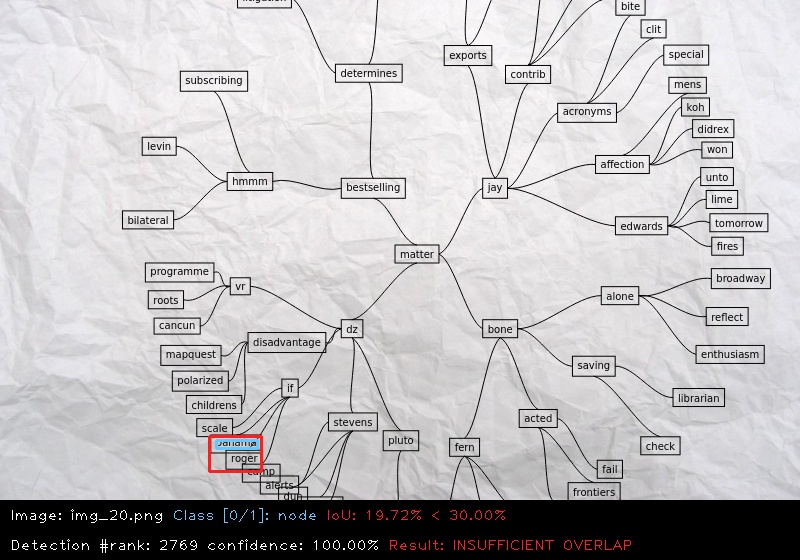 bite
clit
exports
special
determines
contrib
subscribing
mens
acronyms
koh
didrex
levin
won
affection
hmmm
bestselling
jay
unto
lime
bilateral
edwards
tomorrow
fires
matter
programme
vr
broadway
roots
alone
cancun
reflect
dz
bone
disadvantage
mapquest
enthusiasm
saving
polarized
if
librarian
childrens
stevens
acted
scale
pluto
fern
check
roger
camp
fail
alerts
frontiers
Image: img_20.png Class [0/1]: node IoU: 19.72% < 30.00%
Detection #rank: 2769 confidence: 100.00% Result: INSUFFICIENT OVERLAP